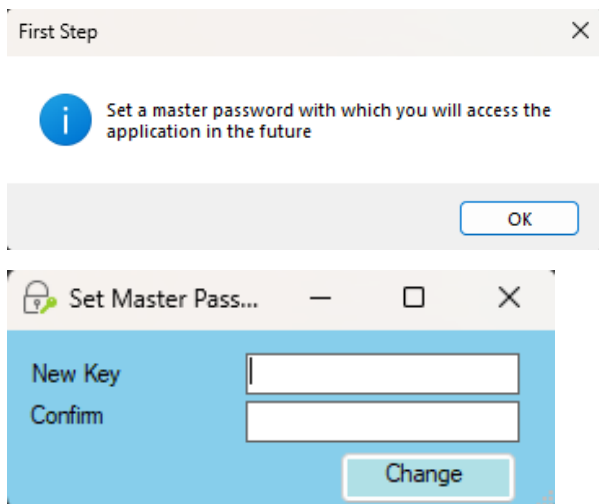 First Step
Set a master password with which you will access the
application in the future
OK
Set Master Pass...
New Key
Confirm
Change